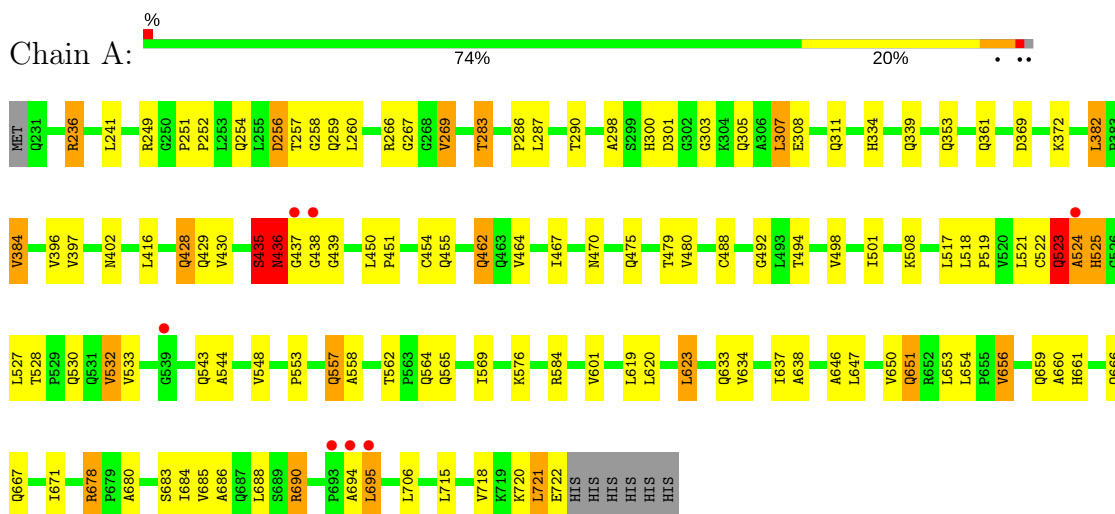 %
Chain A:
74% 20% • ••
MET Q231 R236 L241 R249 G250 P251 P252 L253 Q254 L255 D256 T257 G258 Q259 L260 R266 G267 G268 V269 T283 P286 L287 T290 A298 S299 H300 D301 G302 G303 K304 Q305 A306 L307 E308 Q311 H334 Q339 Q353 Q361 D369 K372 L382
V384 V396 V397 N402 L416 Q428 Q429 V430 S435 N436 G437 G438 G439 L450 P451 C454 Q455 Q462 Q463 V464 I467 N470 Q475 T479 V480 C488 G492 L493 T494 V498 I501 K508 L517 L518 P519 V520 L521 C522 Q523 A524 H525
L527 T528 P529 Q530 Q531 V532 V533 G539 Q543 A544 V548 P553 Q557 A558 T562 P563 Q564 Q565 I569 K576 R584 V601 L619 L620 L623 Q633 V634 I637 A638 A646 L647 V650 Q651 R652 L653 L654 P655 V656 Q659 A660 H661
Q667 I671 R678 P679 A680 S683 I684 V685 A686 Q687 L688 S689 R690 P693 A694 L695 L706 L715 V718 K719 K720 L721 E722 HIS HIS HIS HIS HIS HIS